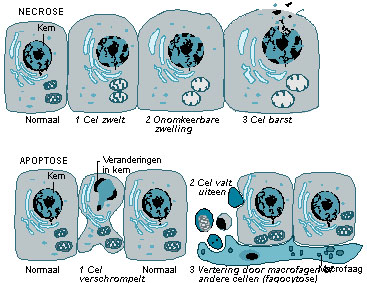 NECROSE
Kern
Normaal
1 Cel zwelt
2 Onomkeerbare
zwelling
3 Cel barst
APOPTOSE
Veranderingen
in kern
Kern
2 Cel valt
uiteen
Normaal
1 Cel
verschrompelt
Normaal
3 Vertering door macrofagen of
andere cellen (fagocytose)
Macrofaag